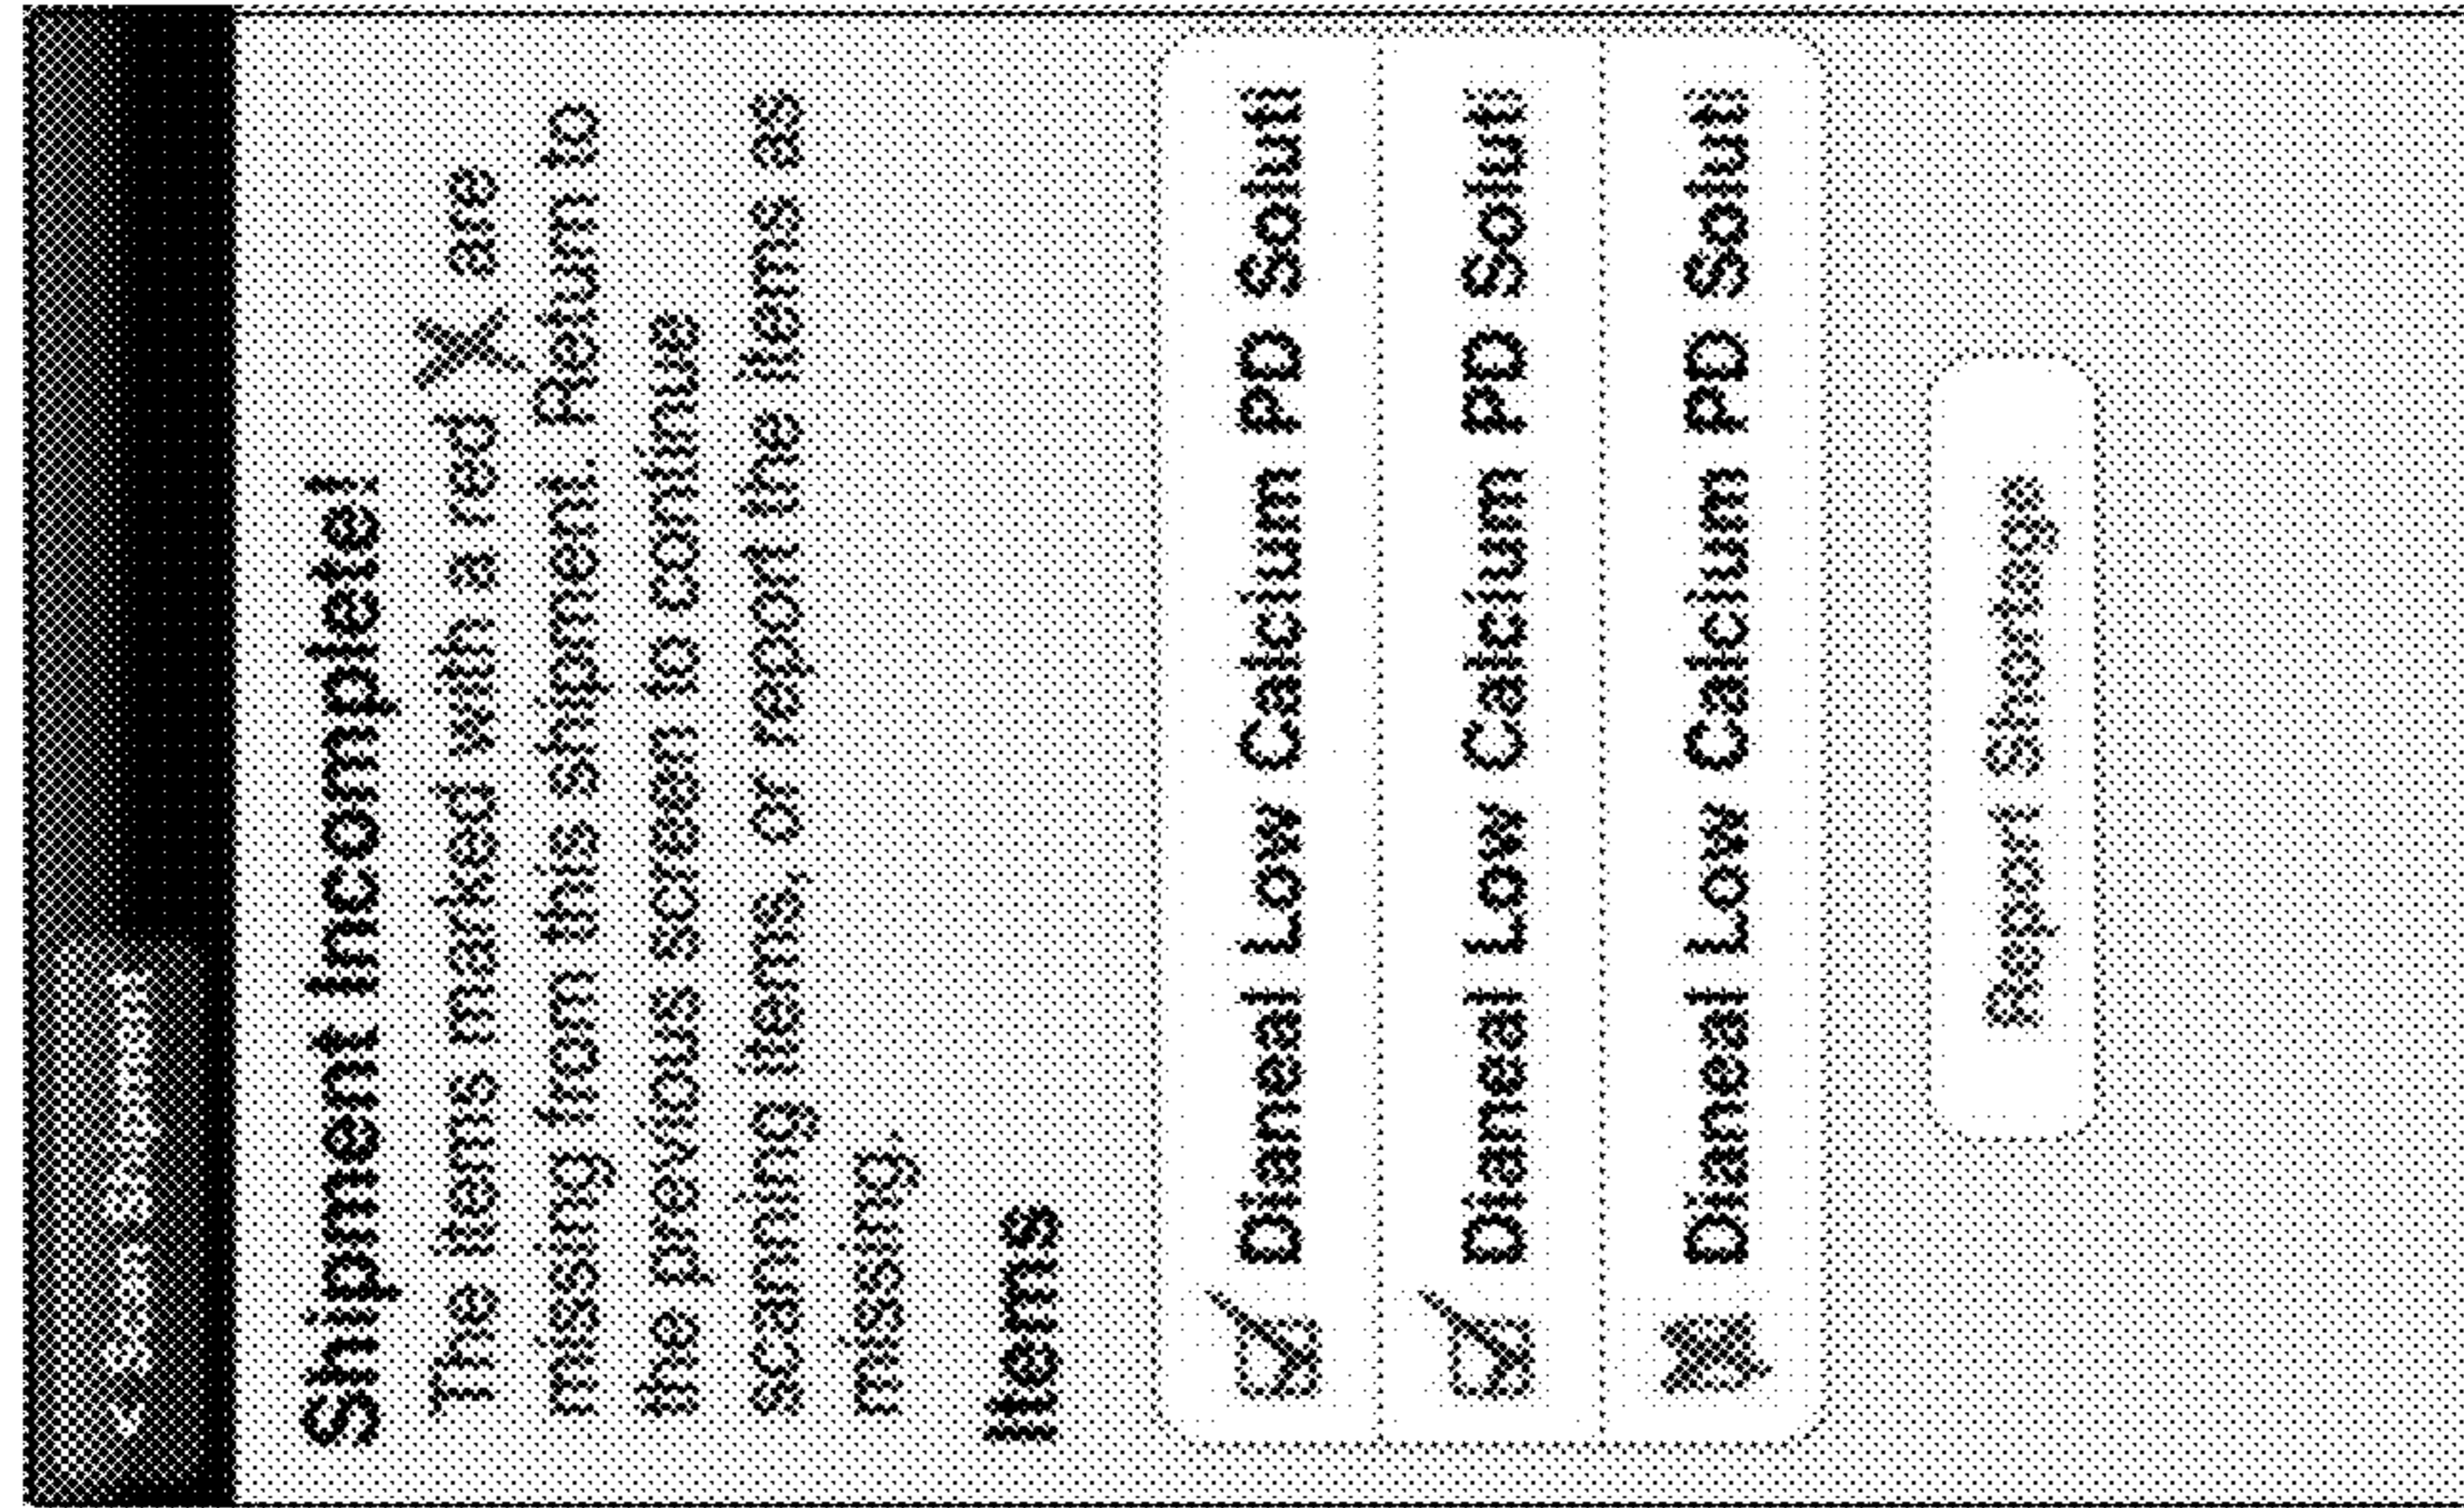 Scan Shipment
Shipment Incomplete!
The items marked with a red X are
missing from this shipment. Return to
the previous screen to continue
scanning items, or report the items as
missing.
Items
Dianeal Low Calcium PD Soluti
Dianeal Low Calcium PD Soluti
Dianeal Low Calcium PD Soluti
Report Shortage